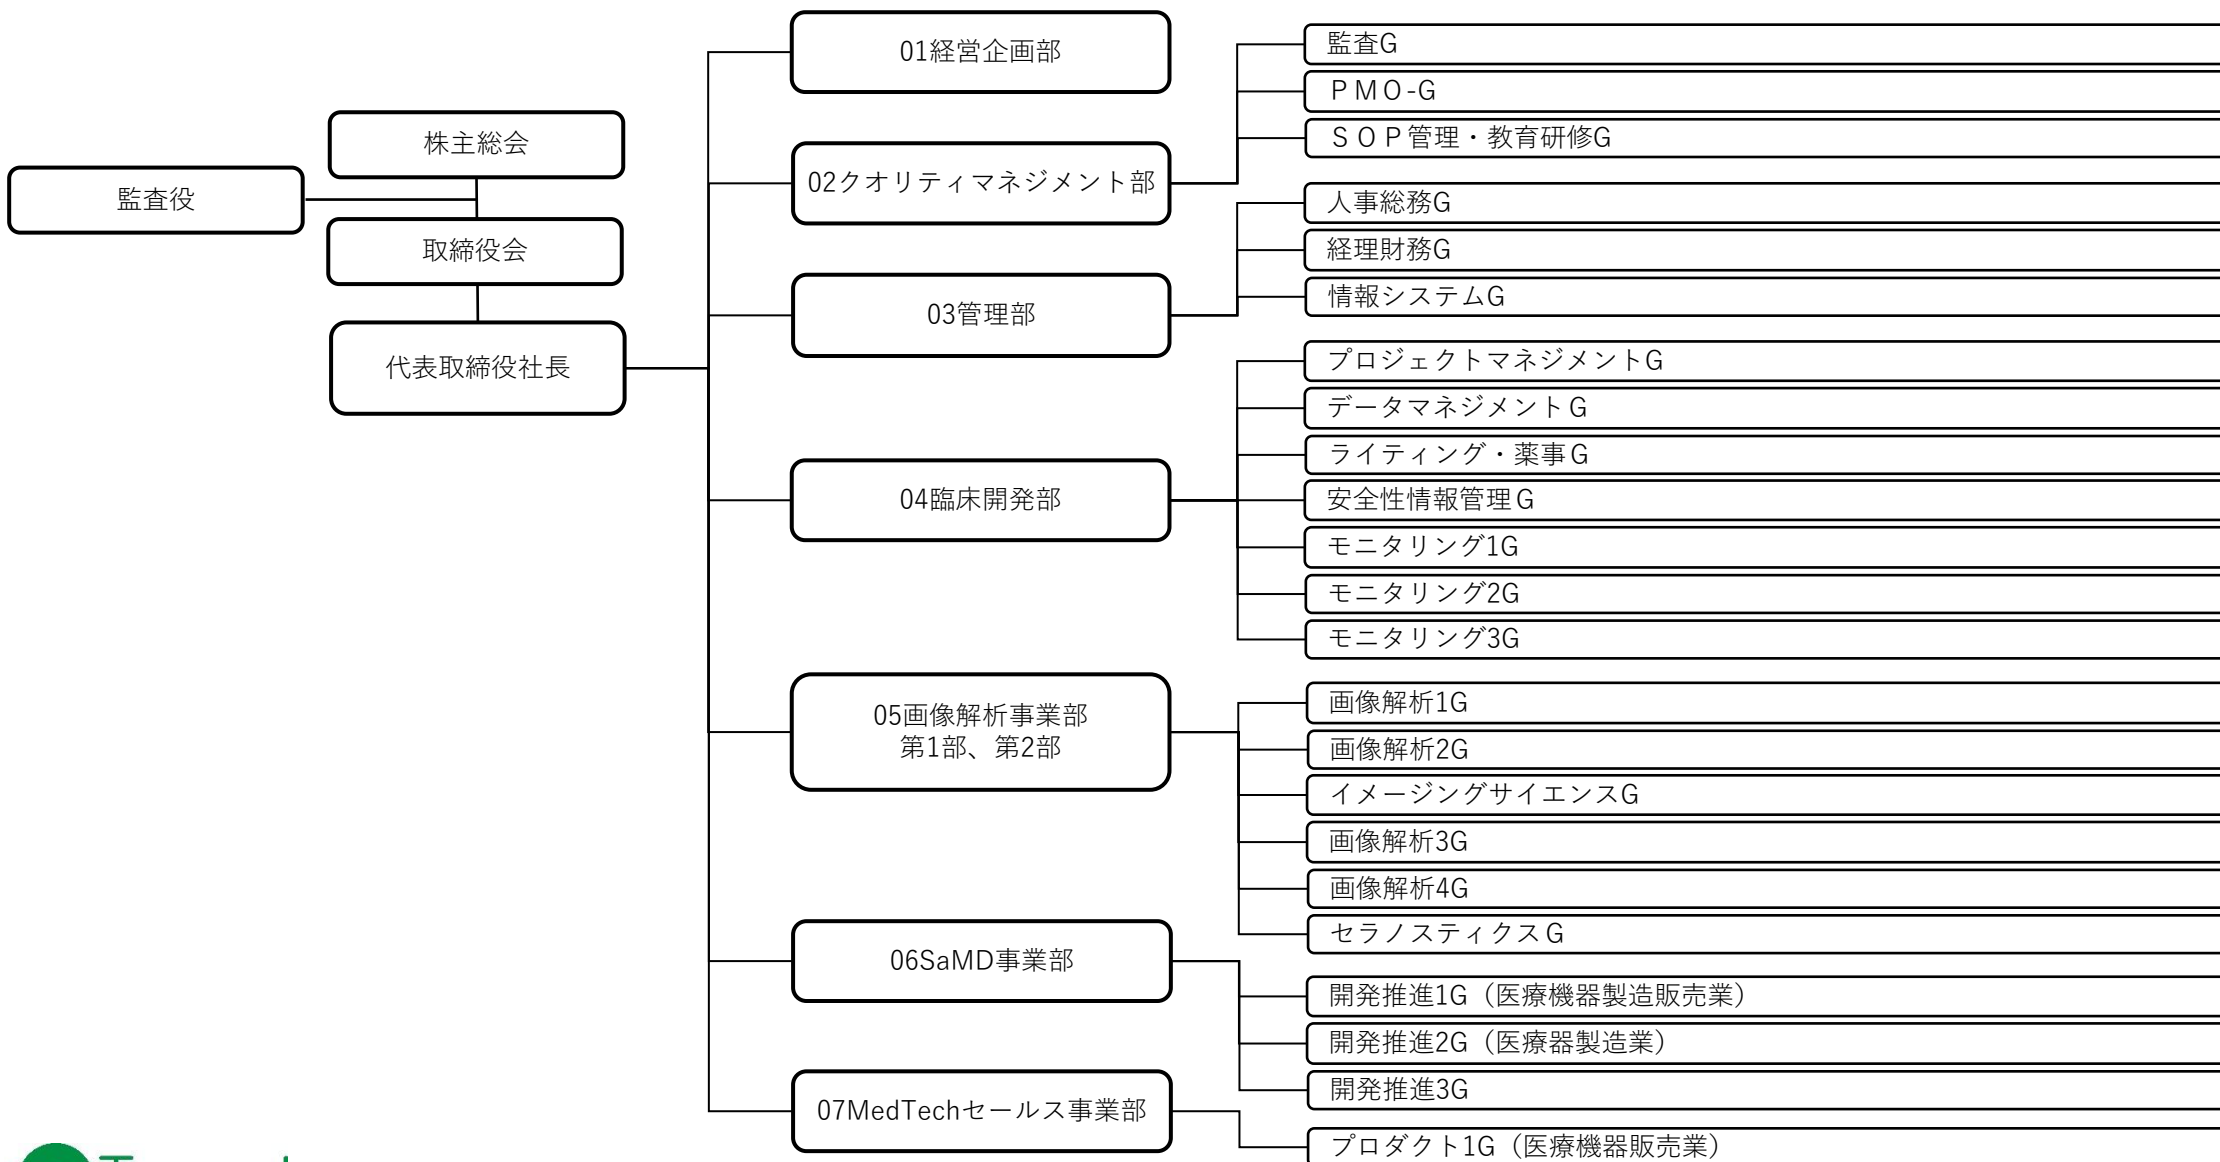 株主総会
監査役
取締役会
代表取締役社長
01経営企画部
02クオリティマネジメント部
監査G
ＰＭＯ-G
ＳＯＰ管理・教育研修G
03管理部
人事総務G
経理財務G
情報システムG
04臨床開発部
プロジェクトマネジメントG
データマネジメントＧ
ライティング・薬事Ｇ
安全性情報管理Ｇ
モニタリング1G
モニタリング2G
モニタリング3G
05画像解析事業部
第1部、第2部
画像解析1G
画像解析2G
イメージングサイエンスG
画像解析3G
画像解析4G
セラノスティクスＧ
06SaMD事業部
開発推進1G（医療機器製造販売業）
開発推進2G（医療器製造業）
開発推進3G
07MedTechセールス事業部
プロダクト1G（医療機器販売業）